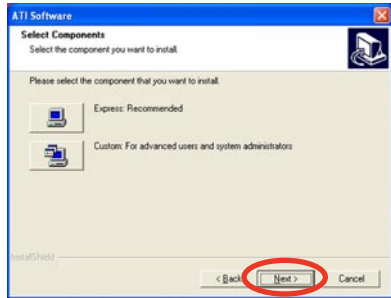 ATI Software
Select Components
Select the component you want to install.
Please select the component that you want to install.
Express: Recommended
Custom: For advanced users and system administrators
InstallShield
< Back
Next >
Cancel